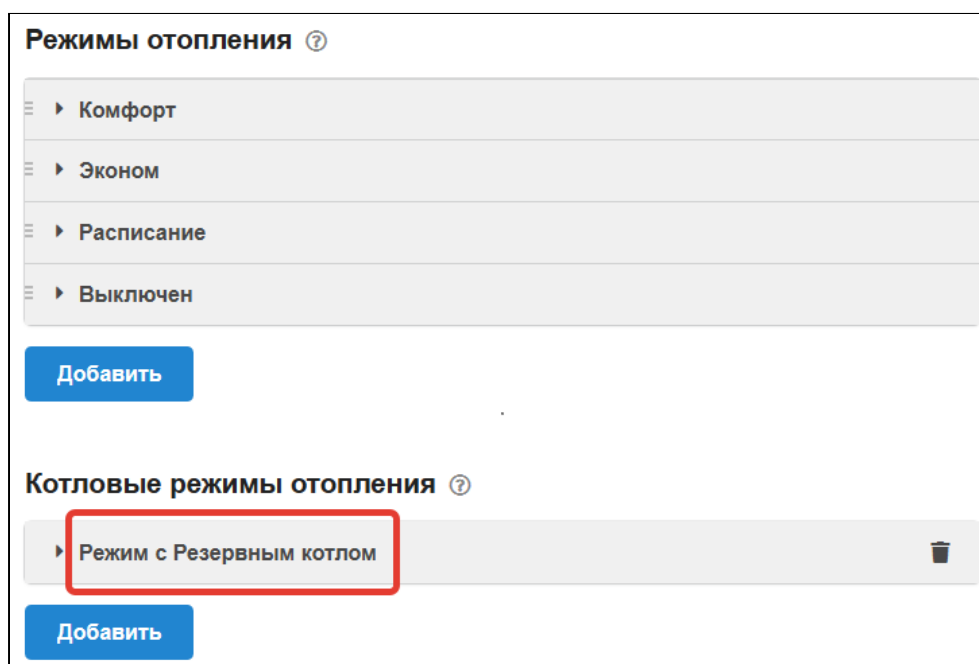 Режимы отопления ?
Комфорт
Эконом
Расписание
Выключен
Добавить
Котловые режимы отопления ?
Режим с Резервным котлом
Добавить